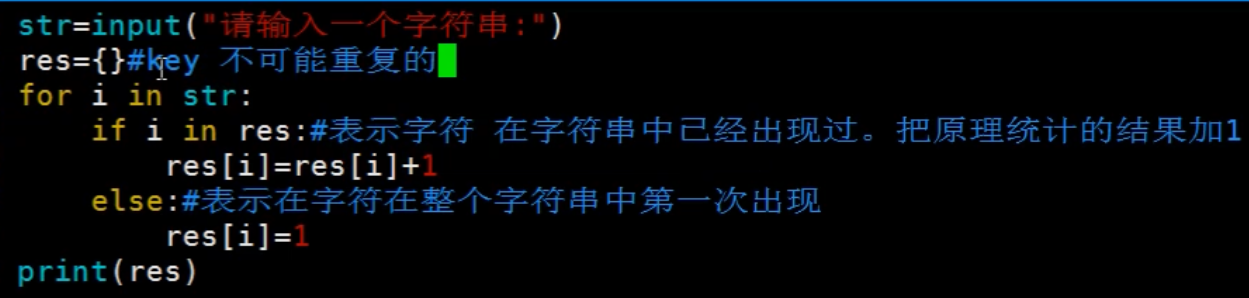 str=input("请输入一个字符串:")
res={}#key 不可能重复的
for i in str:
    if i in res:#表示字符 在字符串中已经出现过。把原理统计的结果加1
        res[i]=res[i]+1
    else:#表示在字符在整个字符串中第一次出现
        res[i]=1
print(res)